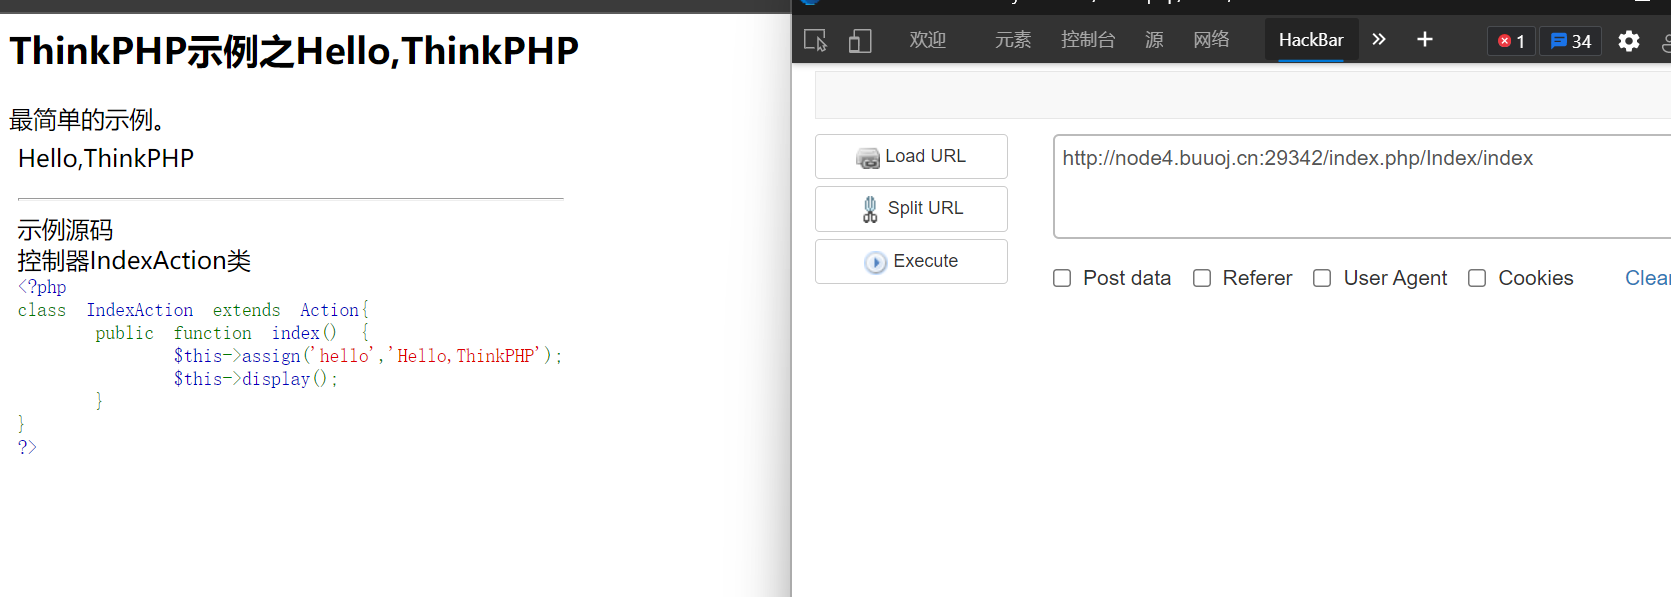 ThinkPHP示例之Hello,ThinkPHP
最简单的示例。
Hello,ThinkPHP
示例源码
控制器IndexAction类
<?php
class IndexAction extends Action{
public function index() {
$this->assign('hello','Hello,ThinkPHP');
$this->display();
}
}
?>
欢迎 元素 控制台 源 网络 HackBar » + 1 34
Load URL
http://node4.buuoj.cn:29342/index.php/Index/index
Split URL
Execute
Post data Referer User Agent Cookies Clear